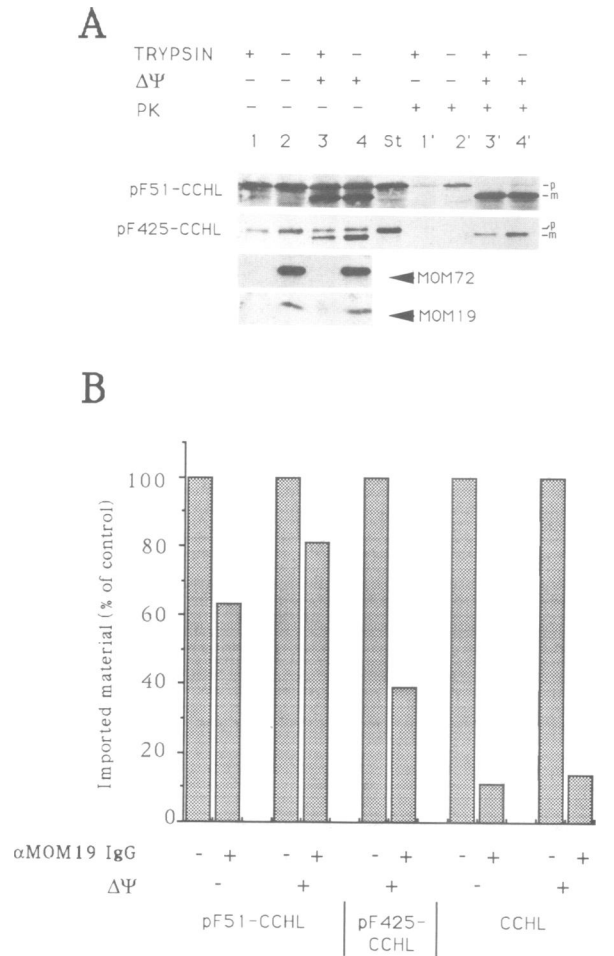 A
TRYPSIN + - + - + - + -
ΔΨ - - + + - - + +
PK - - - - + + + +
1 2 3 4 St 1' 2' 3' 4'
pF51-CCHL -p
-m
pF425-CCHL -p
-m
MOM72
MOM19
B
Imported material (% of control)
100
80
60
40
20
0
αMOM19 IgG - + - + - + - + - +
ΔΨ - + + - +
pF51-CCHL pF425-CCHL CCHL